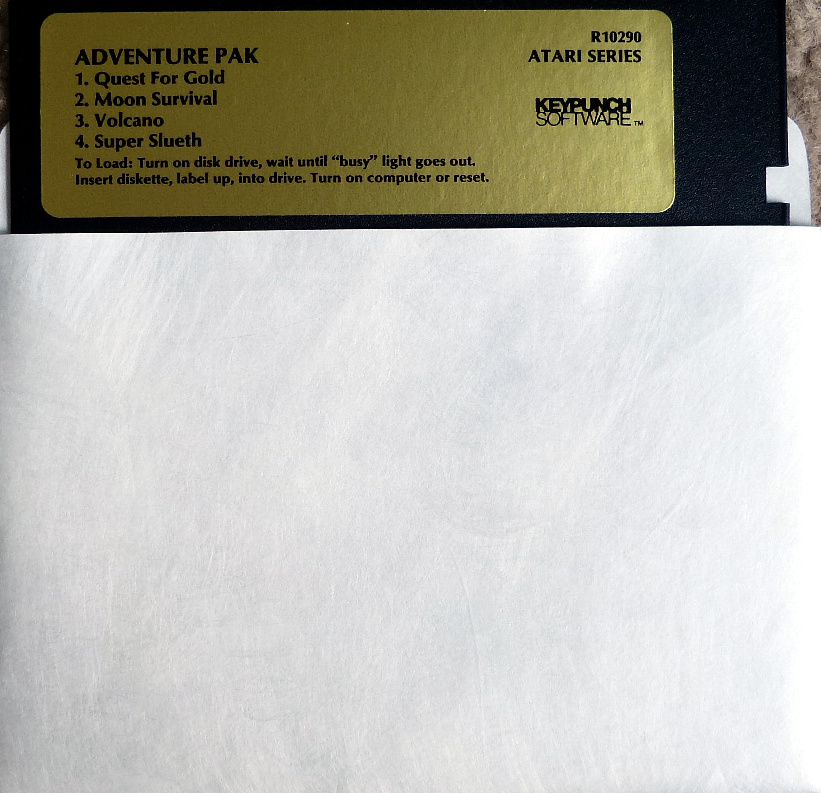 R10290
ADVENTURE PAK
ATARI SERIES
1. Quest For Gold
2. Moon Survival
KEYPUNCH
SOFTWARE™
3. Volcano
4. Super Slueth
To Load: Turn on disk drive, wait until “busy” light goes out.
Insert diskette, label up, into drive. Turn on computer or reset.